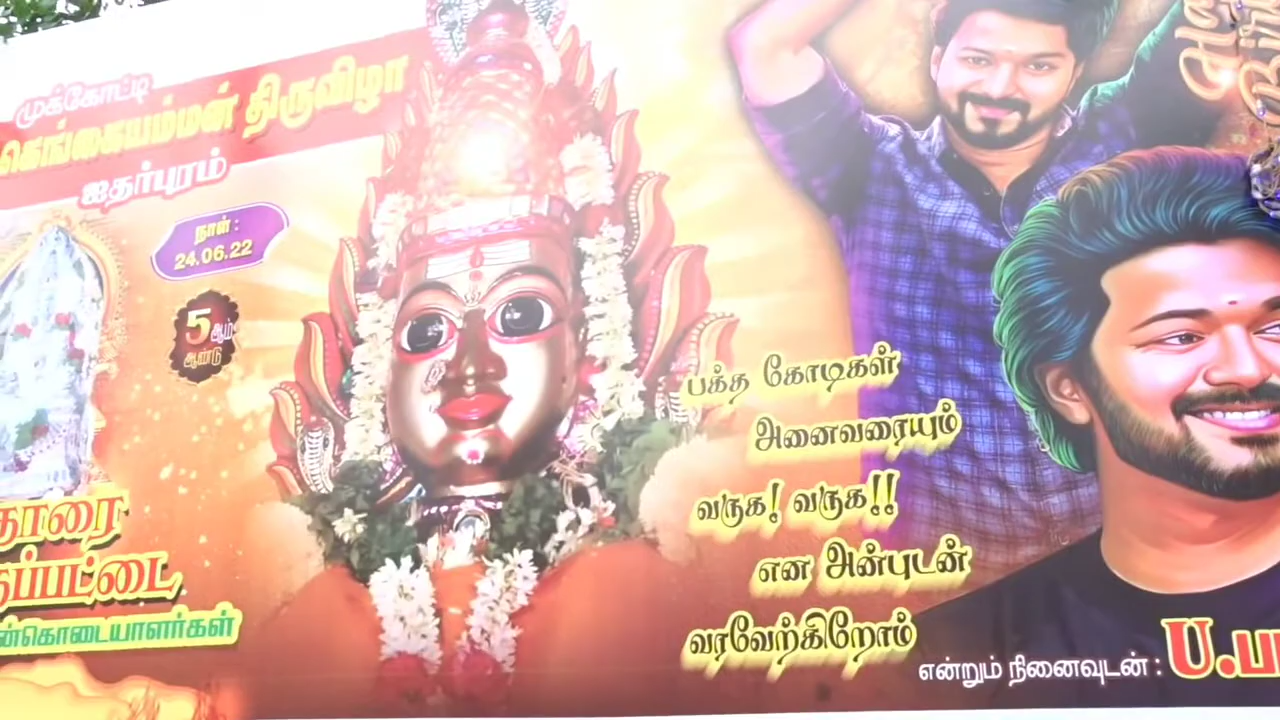 முக்கோட்டி
கெங்கையம்மன் திருவிழா
ஐதர்புரம்
நாள் :
24.06.22
5 ஆம்
ஆண்டு
பக்த கோடிகள்
அனைவரையும்
வருக! வருக!!
என அன்புடன்
வரவேற்கிறோம்
என்றும் நினைவுடன் : U.